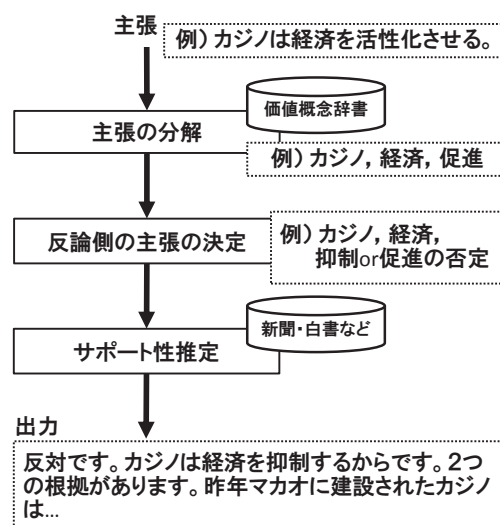 主張
例）カジノは経済を活性化させる。
価値概念辞書
主張の分解
例）カジノ，経済，促進
反論側の主張の決定
例）カジノ，経済，
抑制or促進の否定
新聞・白書など
サポート性推定
出力
反対です。カジノは経済を抑制するからです。２つ
の根拠があります。昨年マカオに建設されたカジノ
は...